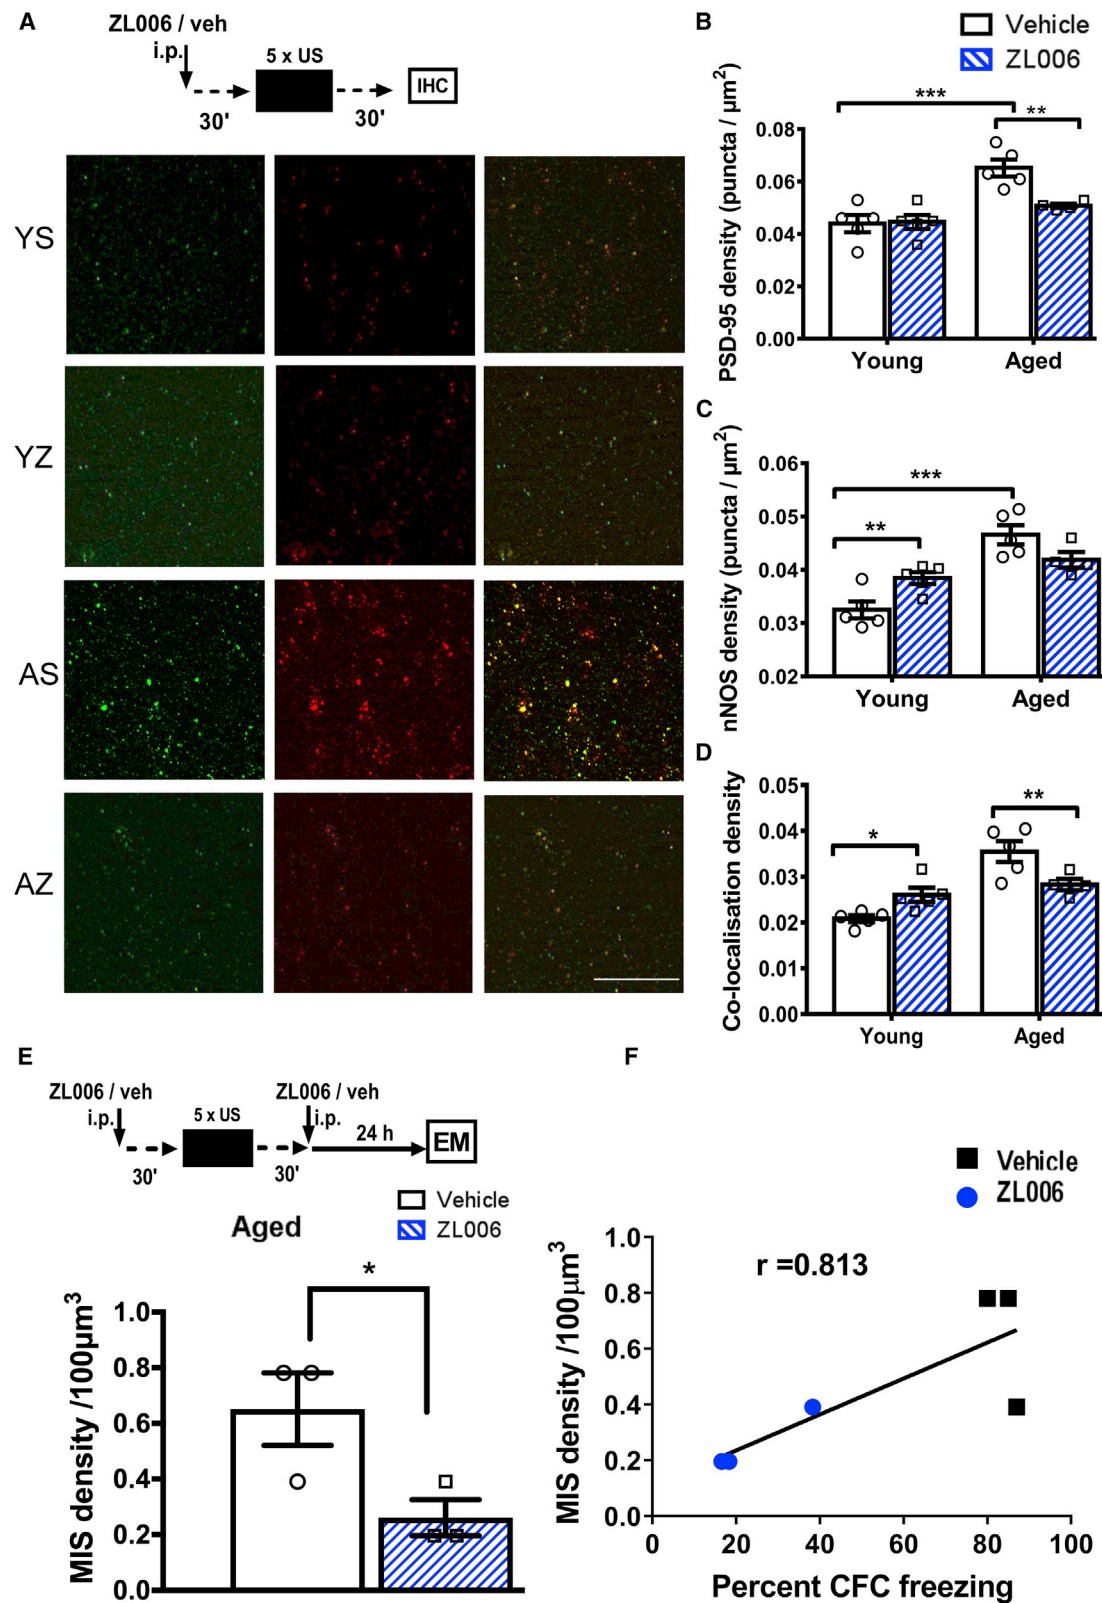 A
ZL006 / veh
i.p.
5 x US
IHC
30'
30'
YS
YZ
AS
AZ
B
Vehicle
ZL006
***
**
PSD-95 density (puncta / µm²)
0.08
0.06
0.04
0.02
0.00
Young
Aged
C
***
**
nNOS density (puncta / µm²)
0.06
0.05
0.04
0.03
0.02
Young
Aged
D
*
**
Co-localisation density
0.05
0.04
0.03
0.02
0.01
0.00
Young
Aged
E
ZL006 / veh
i.p.
5 x US
ZL006 / veh
i.p.
24 h
EM
30'
30'
Vehicle
ZL006
Aged
*
MIS density /100µm³
1.0
0.8
0.6
0.4
0.2
0.0
F
Vehicle
ZL006
r =0.813
MIS density /100µm³
1.0
0.8
0.6
0.4
0.2
0.0
0 20 40 60 80 100
Percent CFC freezing